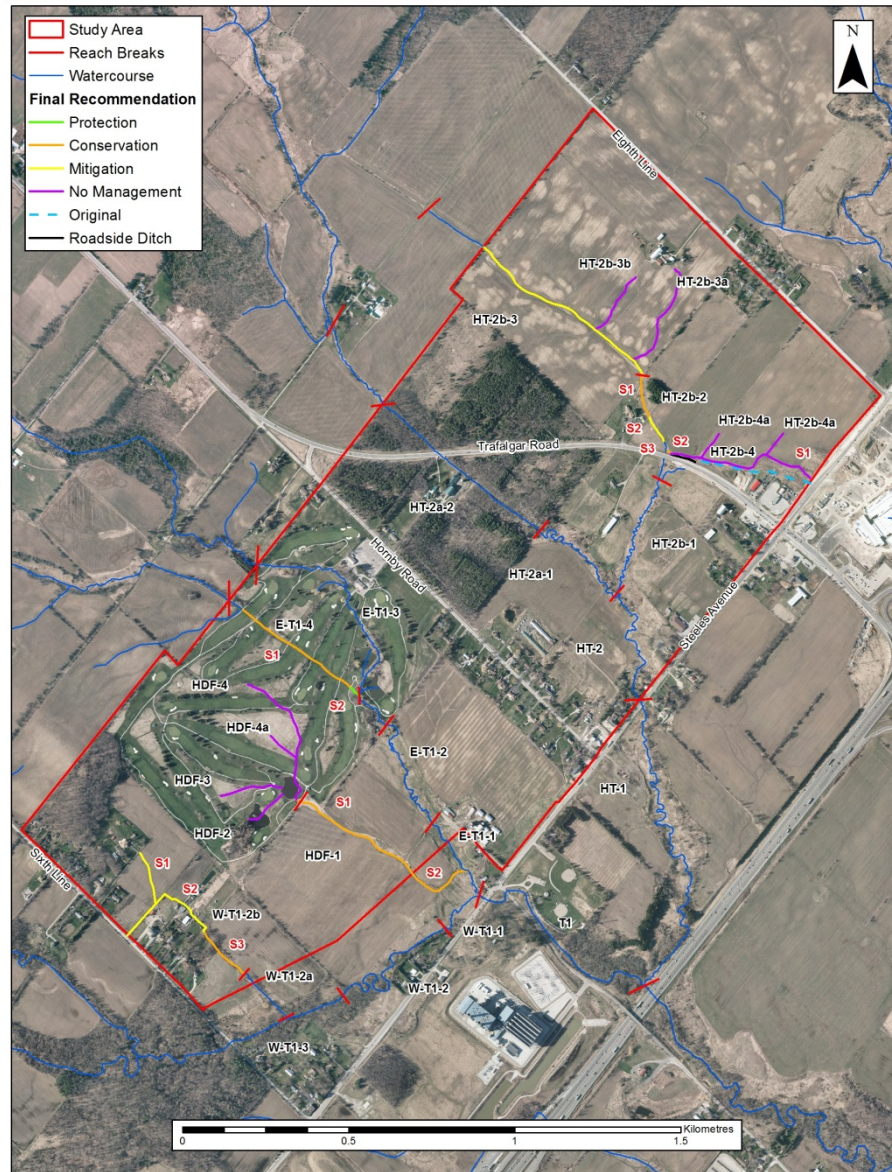 Study Area
Reach Breaks
Watercourse
Final Recommendation
Protection
Conservation
Mitigation
No Management
Original
Roadside Ditch
N
Eighth Line
HT-2b-3b
HT-2b-3a
HT-2b-3
S1
HT-2b-2
S2
S3
S2
HT-2b-4a
HT-2b-4a
HT-2b-4
S1
Trafalgar Road
HT-2a-2
HT-2b-1
Hornby Road
HT-2a-1
Steeles Avenue
HT-2
E-T1-3
E-T1-4
S1
HDF-4
S2
HDF-4a
E-T1-2
HT-1
HDF-3
S1
HDF-2
HDF-1
E-T1-1
Sixth Line
S1
S2
S2
W-T1-2b
T1
S3
W-T1-1
W-T1-2a
W-T1-2
W-T1-3
Kilometres
0
0.5
1
1.5